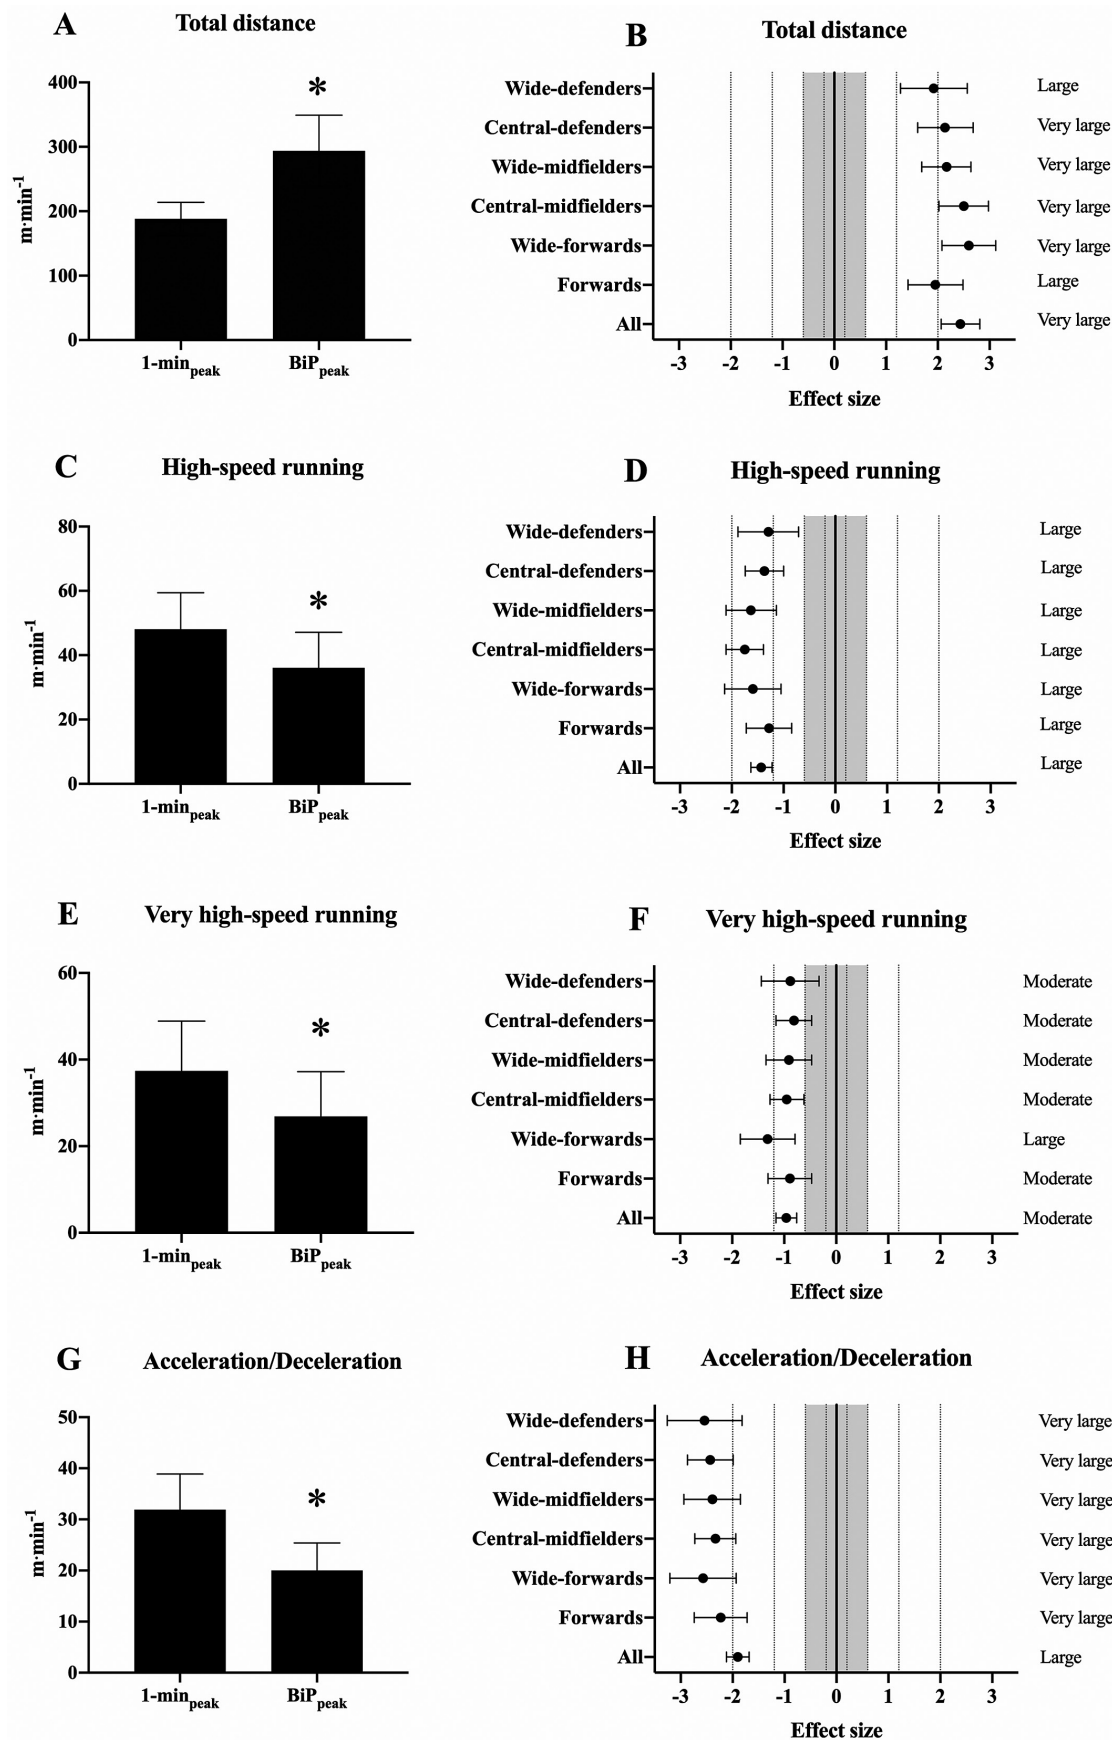 A
Total distance
400
300
200
100
0
m·min-1
*
1-minpeak
BiPpeak
B
Total distance
Wide-defenders
Large
Central-defenders
Very large
Wide-midfielders
Very large
Central-midfielders
Very large
Wide-forwards
Very large
Forwards
Large
All
Very large
-3 -2 -1 0 1 2 3
Effect size
C
High-speed running
80
60
40
20
0
m·min-1
*
1-minpeak
BiPpeak
D
High-speed running
Wide-defenders
Large
Central-defenders
Large
Wide-midfielders
Large
Central-midfielders
Large
Wide-forwards
Large
Forwards
Large
All
Large
-3 -2 -1 0 1 2 3
Effect size
E
Very high-speed running
60
40
20
0
m·min-1
*
1-minpeak
BiPpeak
F
Very high-speed running
Wide-defenders
Moderate
Central-defenders
Moderate
Wide-midfielders
Moderate
Central-midfielders
Moderate
Wide-forwards
Large
Forwards
Moderate
All
Moderate
-3 -2 -1 0 1 2 3
Effect size
G
Acceleration/Deceleration
50
40
30
20
10
0
m·min-1
*
1-minpeak
BiPpeak
H
Acceleration/Deceleration
Wide-defenders
Very large
Central-defenders
Very large
Wide-midfielders
Very large
Central-midfielders
Very large
Wide-forwards
Very large
Forwards
Very large
All
Large
-3 -2 -1 0 1 2 3
Effect size